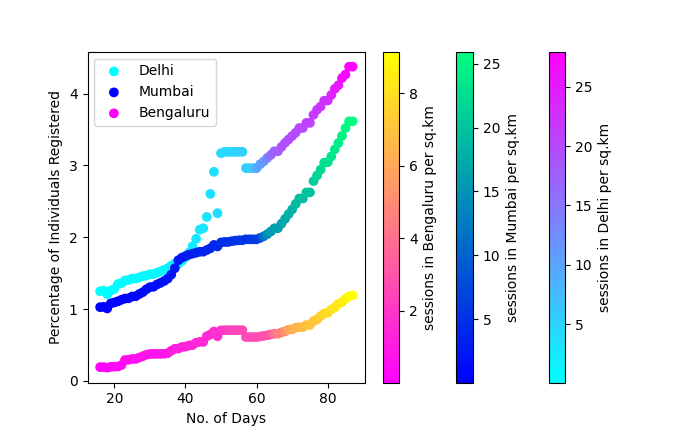 Delhi
Mumbai
Bengaluru
Percentage of Individuals Registered
4
3
2
1
0
20
40
60
80
No. of Days
8
6
4
2
sessions in Bengaluru per sq.km
25
20
15
10
5
sessions in Mumbai per sq.km
25
20
15
10
5
sessions in Delhi per sq.km